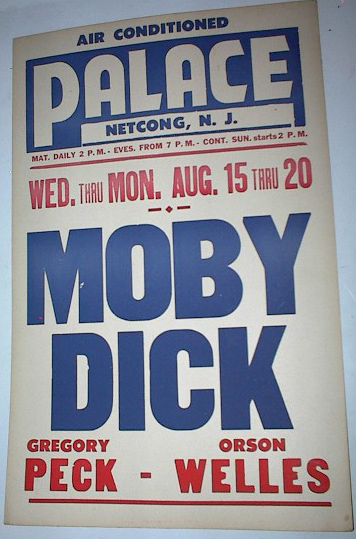 AIR CONDITIONED
PALACE
NETCONG, N. J.
MAT. DAILY 2 P.M. - EVES. FROM 7 P.M. - CONT. SUN. starts 2 P.M.
WED. THRU MON. AUG. 15 THRU 20
MOBY
DICK
GREGORY ORSON
PECK - WELLES